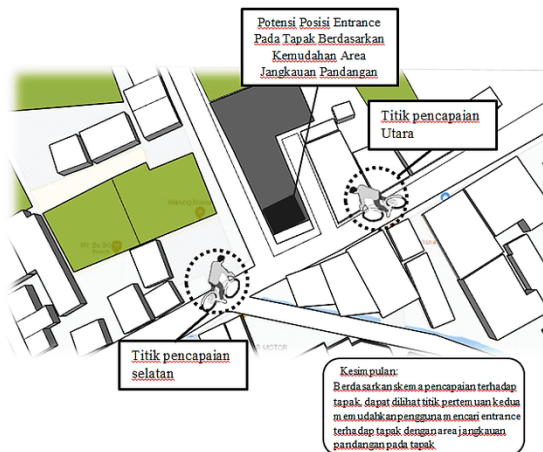 Potensi Posisi Entrance
Pada Tapak Berdasarkan
Kemudahan Area
Jangkauan Pandangan
Titik pencapaian
Utara
Titik pencapaian
selatan
MOTOR
Kesimpulan:
Berdasarkan skema pencapaian terhadap
tapak, dapat dilihat titik pertemuan kedua
memudahkan pengguna mencari entrance
terhadap tapak dengan area jangkauan
pandangan pada tapak